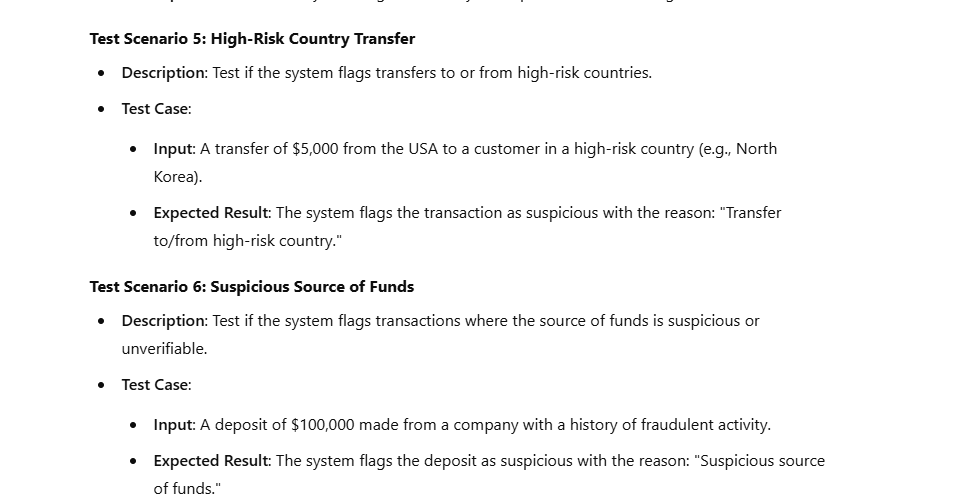 Test Scenario 5: High-Risk Country Transfer
• Description: Test if the system flags transfers to or from high-risk countries.
• Test Case:
• Input: A transfer of $5,000 from the USA to a customer in a high-risk country (e.g., North
Korea).
• Expected Result: The system flags the transaction as suspicious with the reason: "Transfer
to/from high-risk country."
Test Scenario 6: Suspicious Source of Funds
• Description: Test if the system flags transactions where the source of funds is suspicious or
unverifiable.
• Test Case:
• Input: A deposit of $100,000 made from a company with a history of fraudulent activity.
• Expected Result: The system flags the deposit as suspicious with the reason: "Suspicious source
of funds."